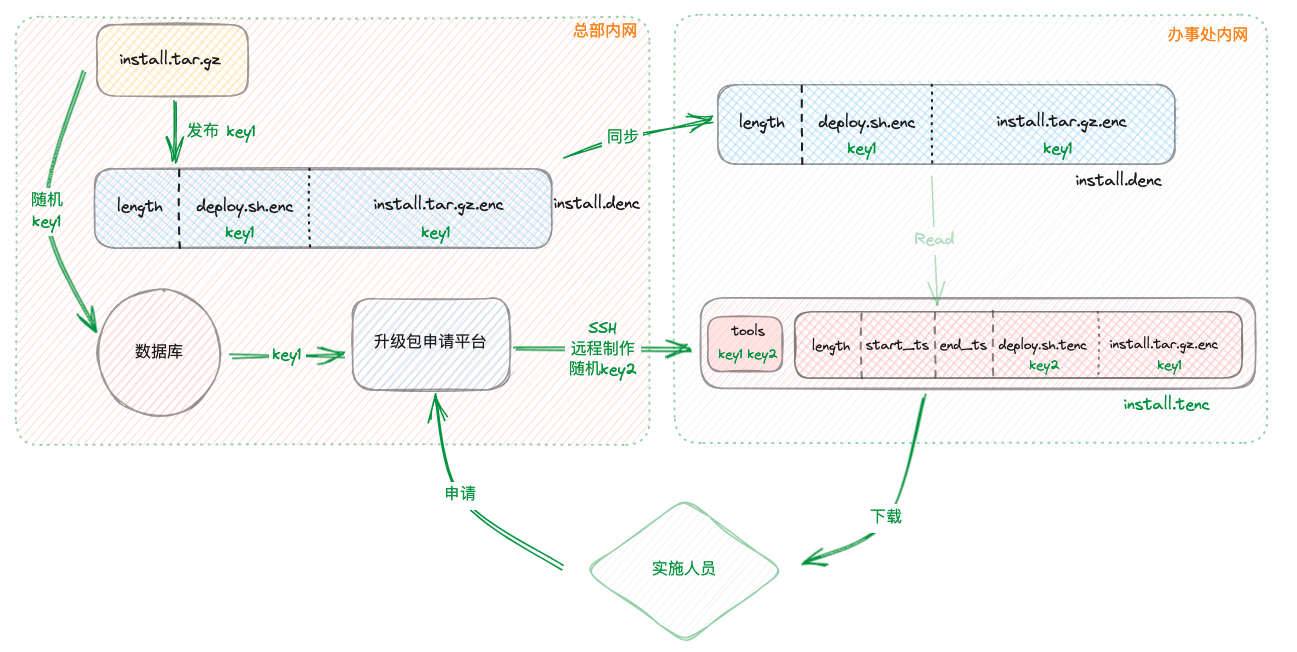 总部内网
install.tar.gz
发布 key1
随机
key1
length
deploy.sh.enc
key1
install.tar.gz.enc
key1
install.denc
数据库
key1
升级包申请平台
同步
SSH
远程制作
随机key2
办事处内网
length
deploy.sh.enc
key1
install.tar.gz.enc
key1
install.denc
Read
tools
key1 key2
length
start_ts
end_ts
deploy.sh.tenc
key2
install.tar.gz.enc
key1
install.tenc
申请
下载
实施人员